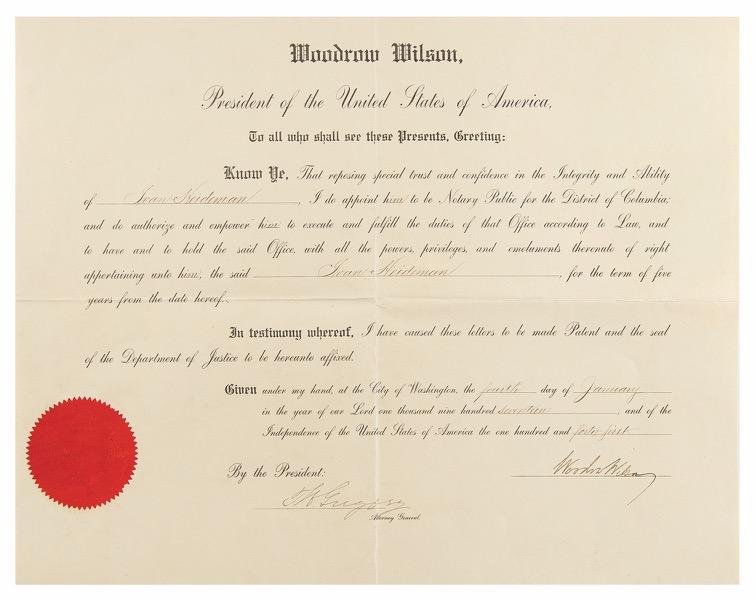 Woodrow Wilson,
President of the United States of America,
To all who shall see these Presents, Greeting:
Know Ye, That reposing special trust and confidence in the Integrity and Ability
of Ivan Heideman, I do appoint him to be Notary Public for the District of Columbia;
and do authorize and empower him to execute and fulfill the duties of that Office according to Law, and
to have and to hold the said Office, with all the powers, privileges, and emoluments thereunto of right
appertaining unto him, the said Ivan Heideman, for the term of five
years from the date hereof.
In testimony whereof, I have caused these letters to be made Patent and the seal
of the Department of Justice to be hereunto affixed.
Given under my hand, at the City of Washington, the fourth day of January
in the year of our Lord one thousand nine hundred seventeen, and of the
Independence of the United States of America the one hundred and forty-first
By the President:
Woodrow Wilson
T W Gregory
Attorney General.